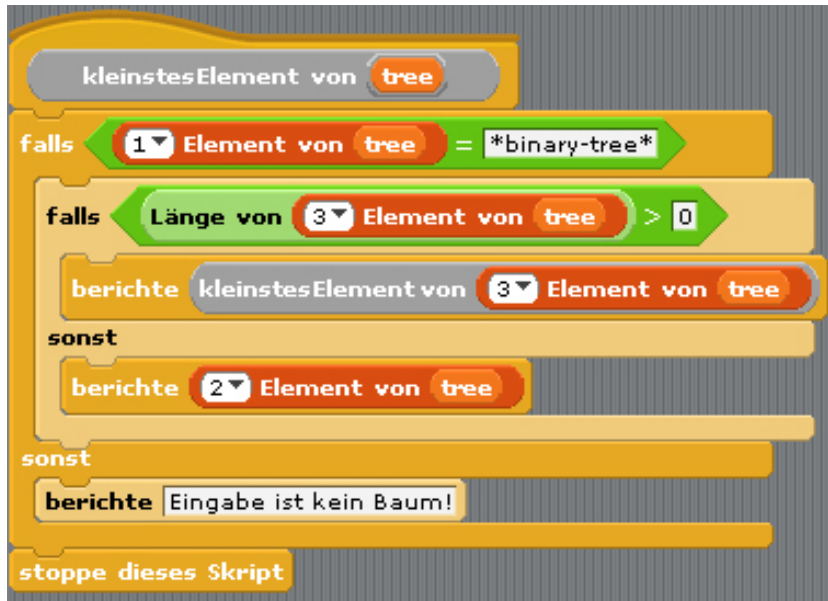 kleinstesElement von tree
falls 1 Element von tree = *binary-tree*
falls Länge von 3 Element von tree > 0
berichte kleinstesElement von 3 Element von tree
sonst
berichte 2 Element von tree
sonst
berichte Eingabe ist kein Baum!
stoppe dieses Skript